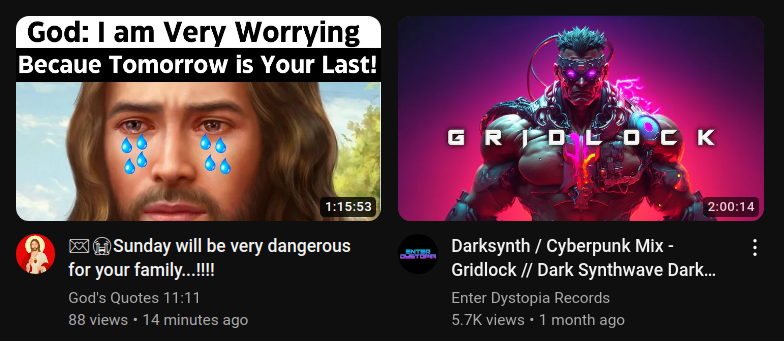 God: I am Very Worrying
Becaue Tomorrow is Your Last!
1:15:53
✉️😭Sunday will be very dangerous
for your family...!!!!
God's Quotes 11:11
88 views • 14 minutes ago
GRIDLOCK
2:00:14
ENTER
DYSTOPIA
Darksynth / Cyberpunk Mix -
Gridlock // Dark Synthwave Dark...
Enter Dystopia Records
5.7K views • 1 month ago